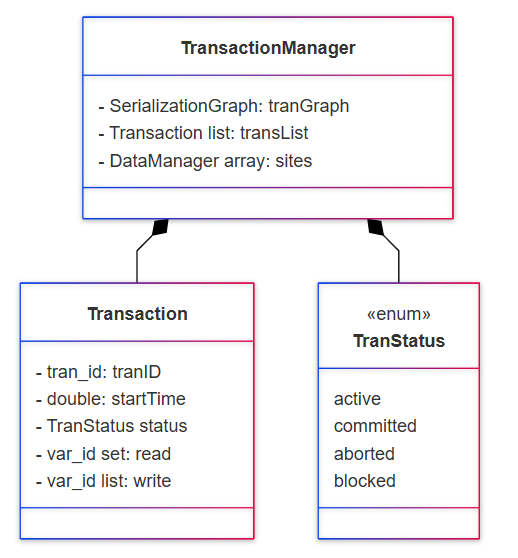 TransactionManager
- SerializationGraph: tranGraph
- Transaction list: transList
- DataManager array: sites
Transaction
- tran_id: tranID
- double: startTime
- TranStatus status
- var_id set: read
- var_id list: write
«enum»
TranStatus
active
committed
aborted
blocked